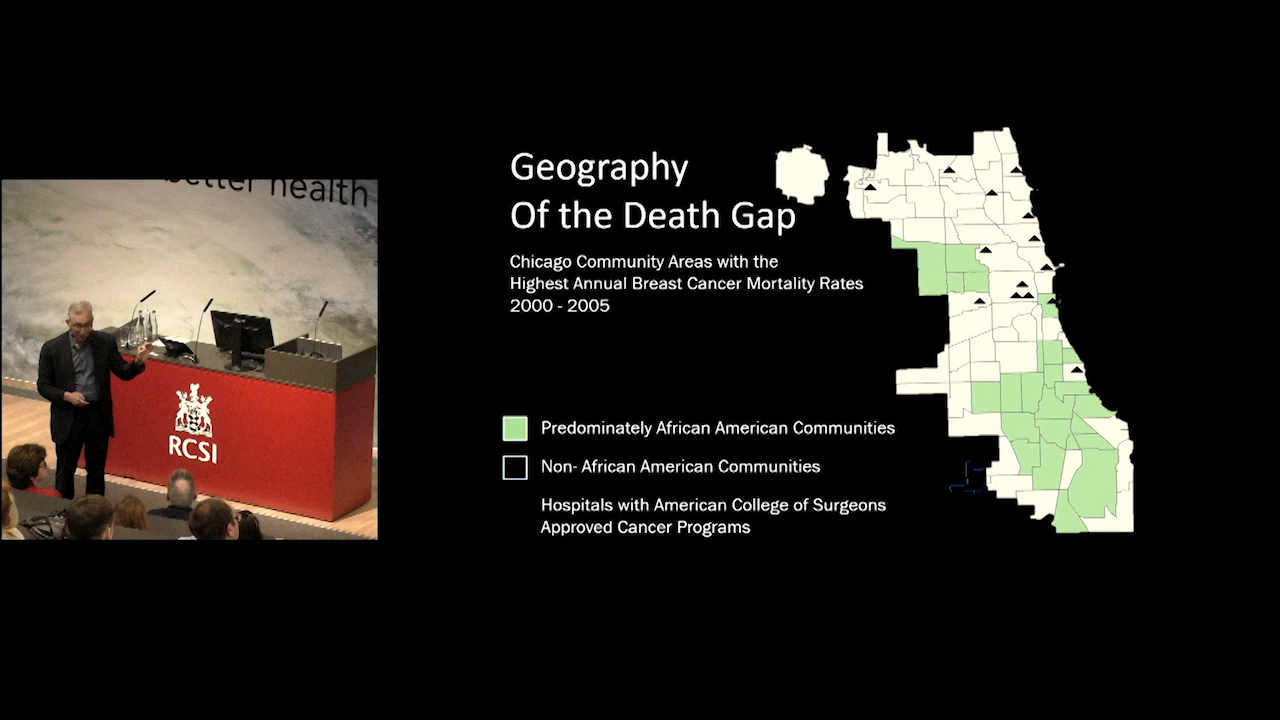 better health
RCSI
Geography
Of the Death Gap
Chicago Community Areas with the
Highest Annual Breast Cancer Mortality Rates
2000 - 2005
Predominately African American Communities
Non- African American Communities
Hospitals with American College of Surgeons
Approved Cancer Programs